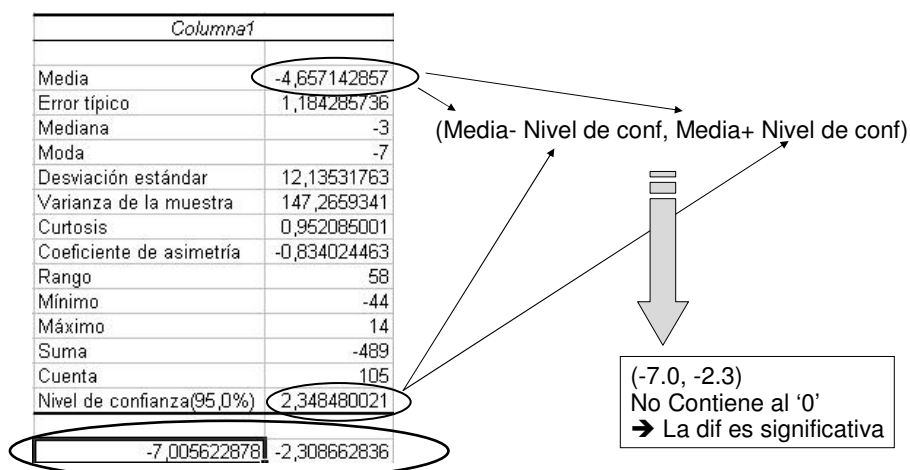 Columna1
Media -4,657142857
Error típico 1,184285736
Mediana -3
Moda -7
Desviación estándar 12,13531763
Varianza de la muestra 147,2659341
Curtosis 0,952085001
Coeficiente de asimetría -0,834024463
Rango 58
Mínimo -44
Máximo 14
Suma -489
Cuenta 105
Nivel de confianza(95,0%) 2,348480021
-7,005622878 -2,308662836
(Media- Nivel de conf, Media+ Nivel de conf)
(-7.0, -2.3)
No Contiene al ‘0’
➔ La dif es significativa